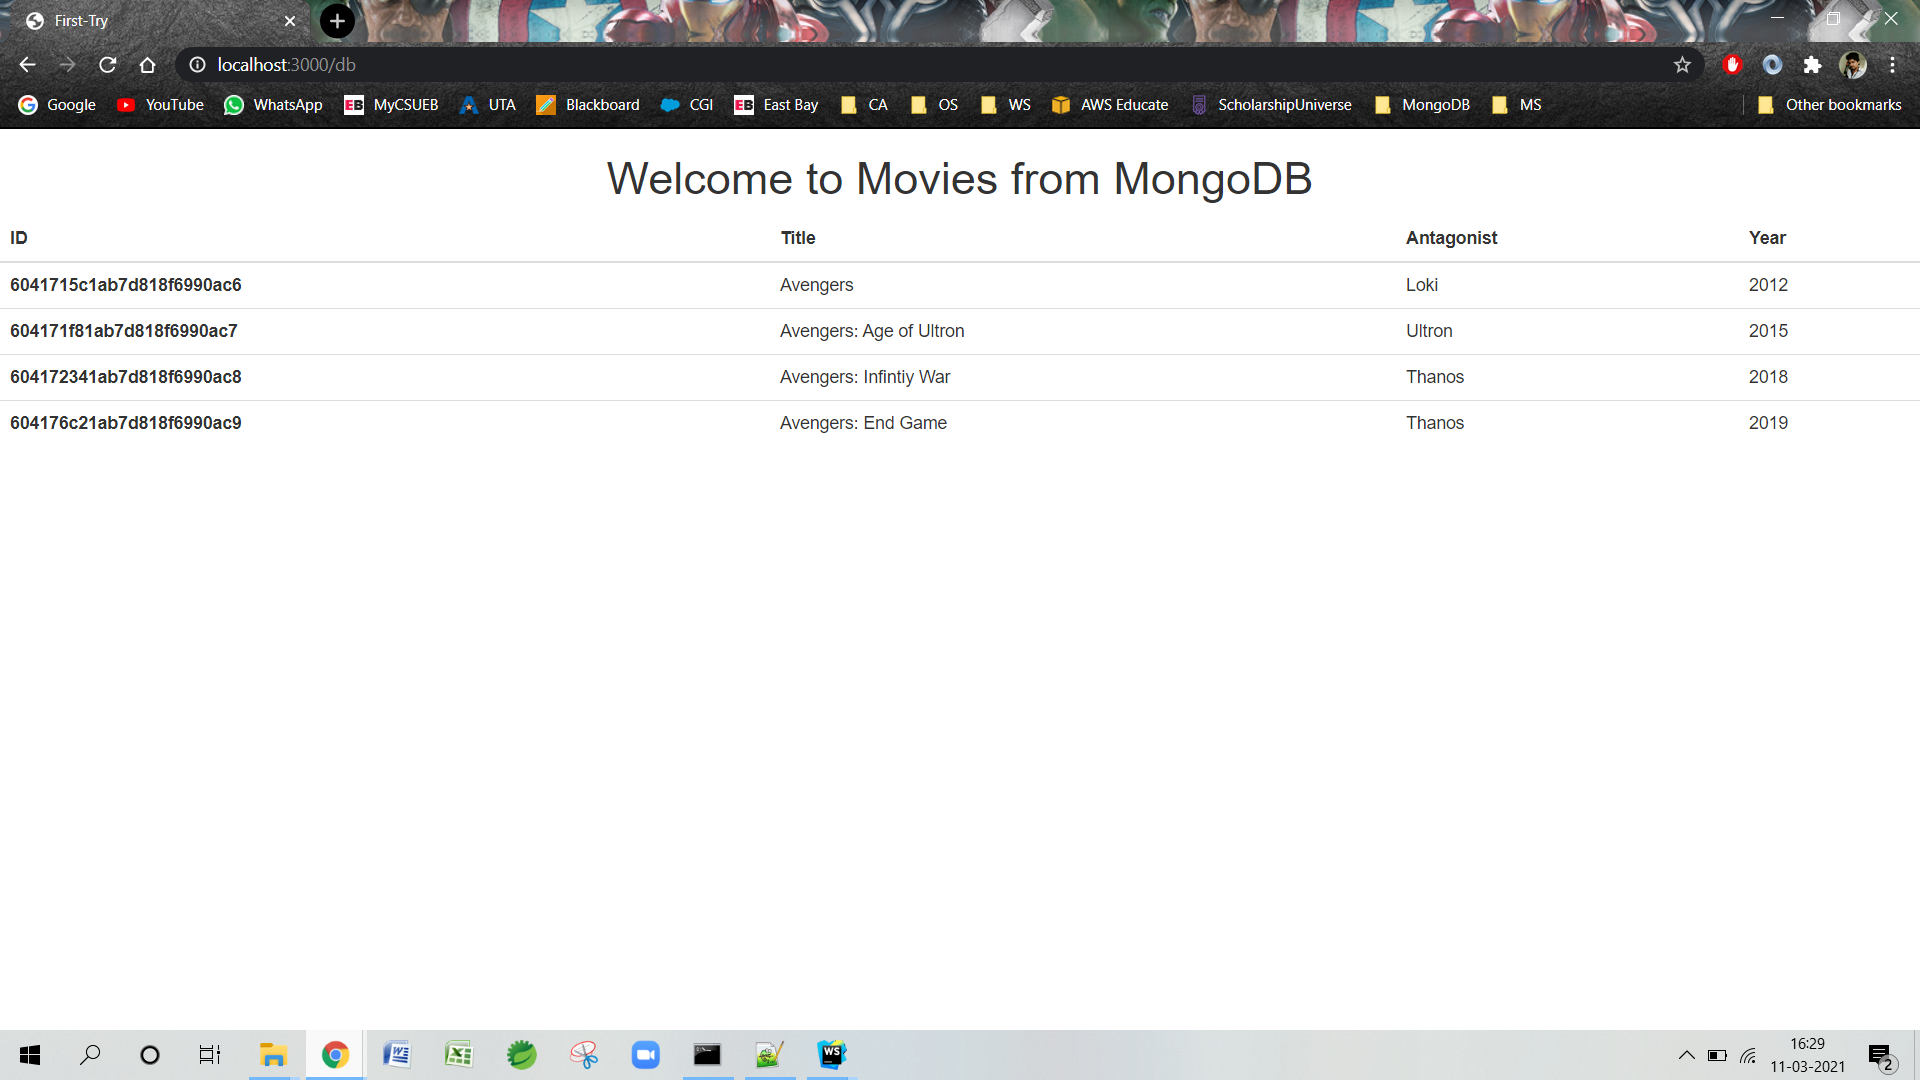 First-Try
localhost:3000/db
Google YouTube WhatsApp EB MyCSUEB UTA Blackboard CGI EB East Bay CA OS WS AWS Educate ScholarshipUniverse MongoDB MS Other bookmarks
Welcome to Movies from MongoDB
ID Title Antagonist Year
6041715c1ab7d818f6990ac6 Avengers Loki 2012
604171f81ab7d818f6990ac7 Avengers: Age of Ultron Ultron 2015
604172341ab7d818f6990ac8 Avengers: Infintiy War Thanos 2018
604176c21ab7d818f6990ac9 Avengers: End Game Thanos 2019
WS
16:29
11-03-2021
2